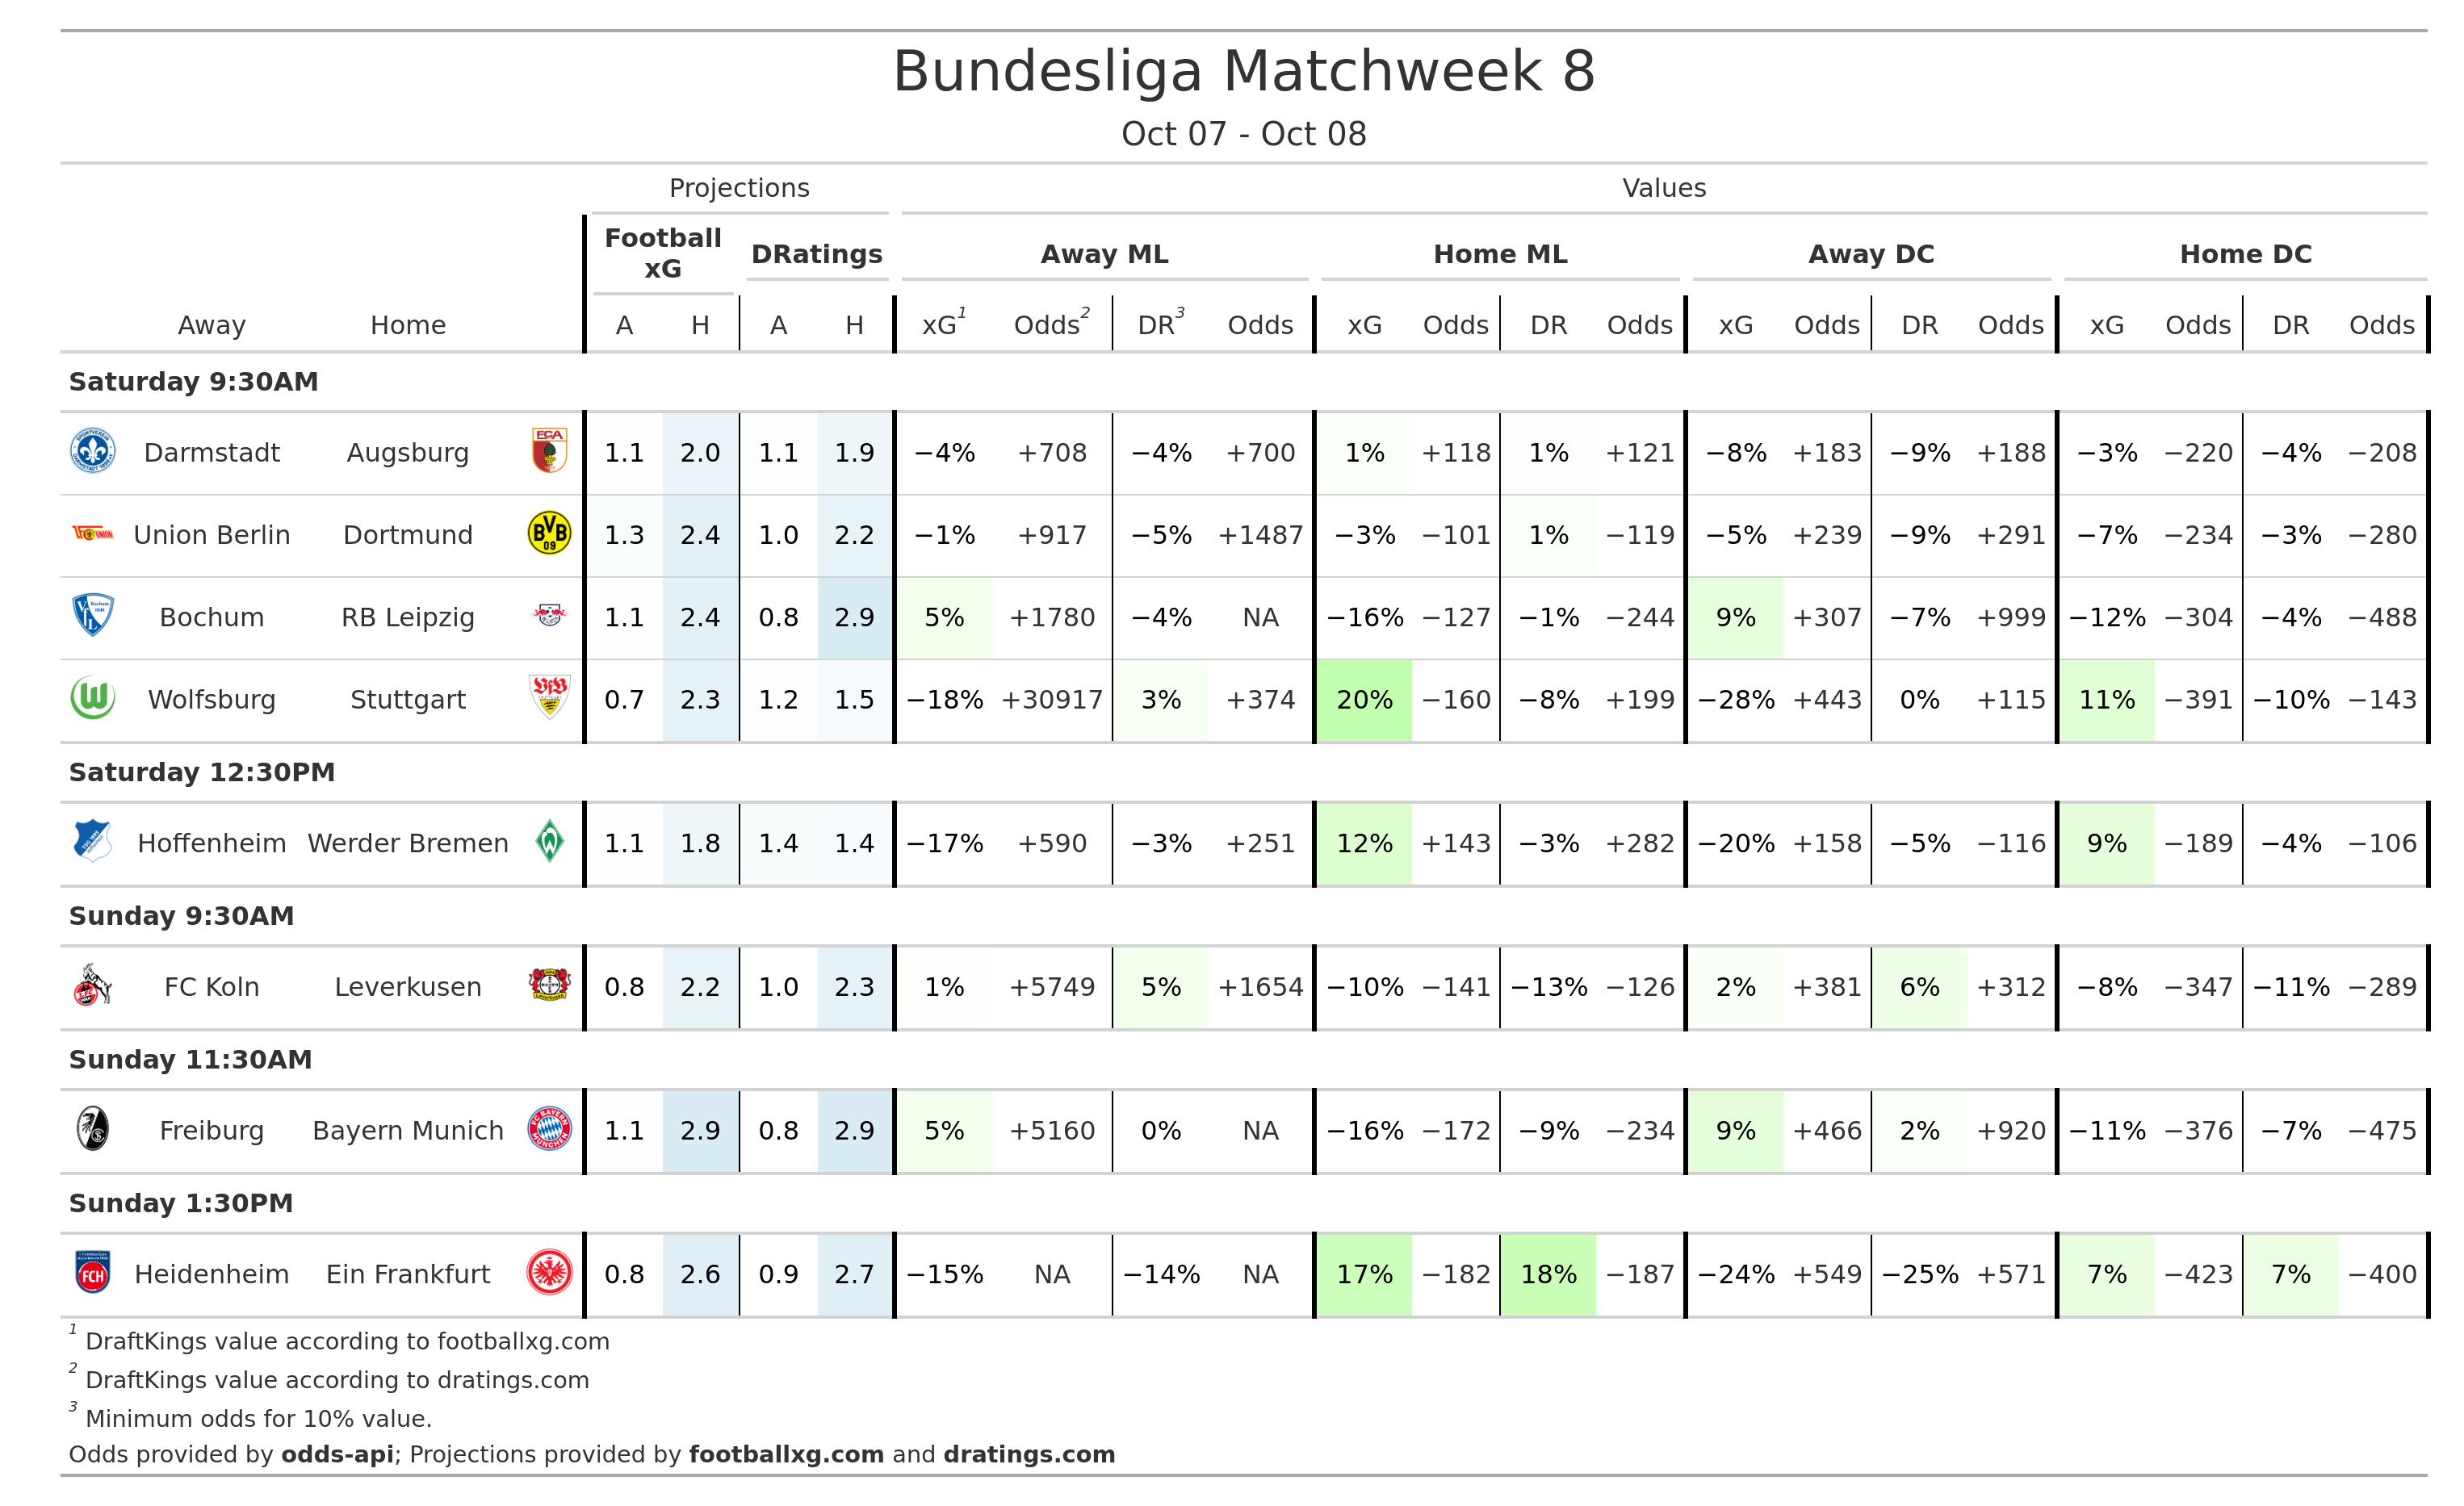 Bundesliga Matchweek 8
Oct 07 - Oct 08
Projections Values
Football xG DRatings Away ML Home ML Away DC Home DC
Away Home A H A H xG1 Odds2 DR3 Odds xG Odds DR Odds xG Odds DR Odds xG Odds DR Odds
Saturday 9:30AM
Darmstadt Augsburg 1.1 2.0 1.1 1.9 −4% +708 −4% +700 1% +118 1% +121 −8% +183 −9% +188 −3% −220 −4% −208
Union Berlin Dortmund 1.3 2.4 1.0 2.2 −1% +917 −5% +1487 −3% −101 1% −119 −5% +239 −9% +291 −7% −234 −3% −280
Bochum RB Leipzig 1.1 2.4 0.8 2.9 5% +1780 −4% NA −16% −127 −1% −244 9% +307 −7% +999 −12% −304 −4% −488
Wolfsburg Stuttgart 0.7 2.3 1.2 1.5 −18% +30917 3% +374 20% −160 −8% +199 −28% +443 0% +115 11% −391 −10% −143
Saturday 12:30PM
Hoffenheim Werder Bremen 1.1 1.8 1.4 1.4 −17% +590 −3% +251 12% +143 −3% +282 −20% +158 −5% −116 9% −189 −4% −106
Sunday 9:30AM
FC Koln Leverkusen 0.8 2.2 1.0 2.3 1% +5749 5% +1654 −10% −141 −13% −126 2% +381 6% +312 −8% −347 −11% −289
Sunday 11:30AM
Freiburg Bayern Munich 1.1 2.9 0.8 2.9 5% +5160 0% NA −16% −172 −9% −234 9% +466 2% +920 −11% −376 −7% −475
Sunday 1:30PM
Heidenheim Ein Frankfurt 0.8 2.6 0.9 2.7 −15% NA −14% NA 17% −182 18% −187 −24% +549 −25% +571 7% −423 7% −400
1 DraftKings value according to footballxg.com
2 DraftKings value according to dratings.com
3 Minimum odds for 10% value.
Odds provided by odds-api; Projections provided by footballxg.com and dratings.com